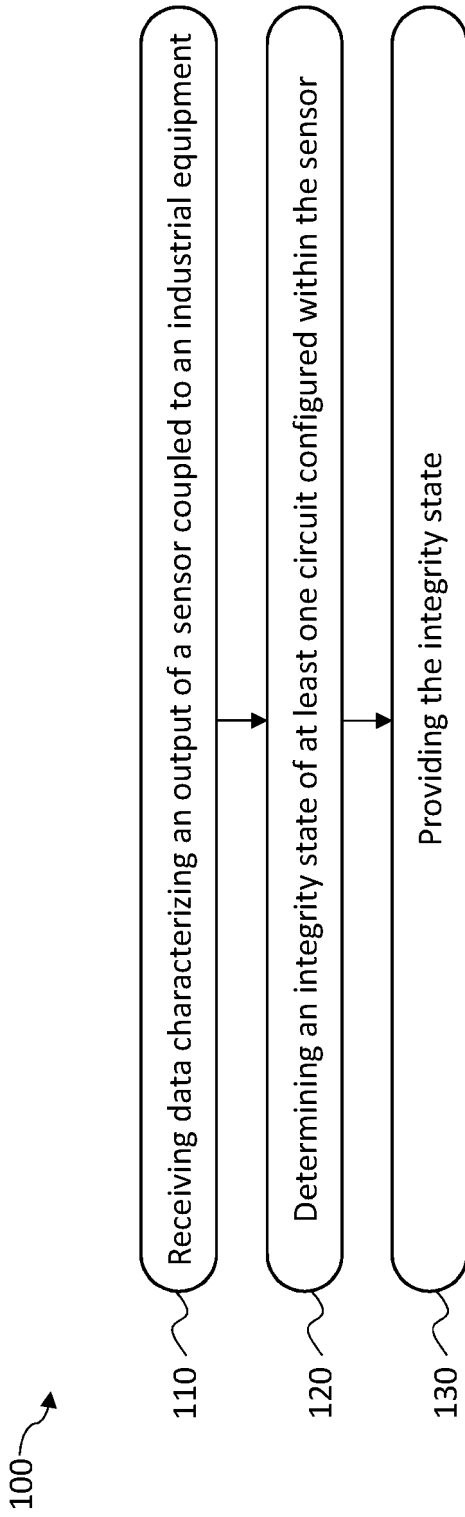 100
110
Receiving data characterizing an output of a sensor coupled to an industrial equipment
120
Determining an integrity state of at least one circuit configured within the sensor
130
Providing the integrity state